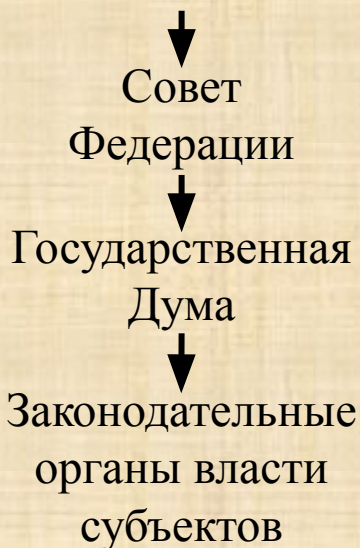 Совет
Федерации
Государственная
Дума
Законодательные
органы власти
субъектов